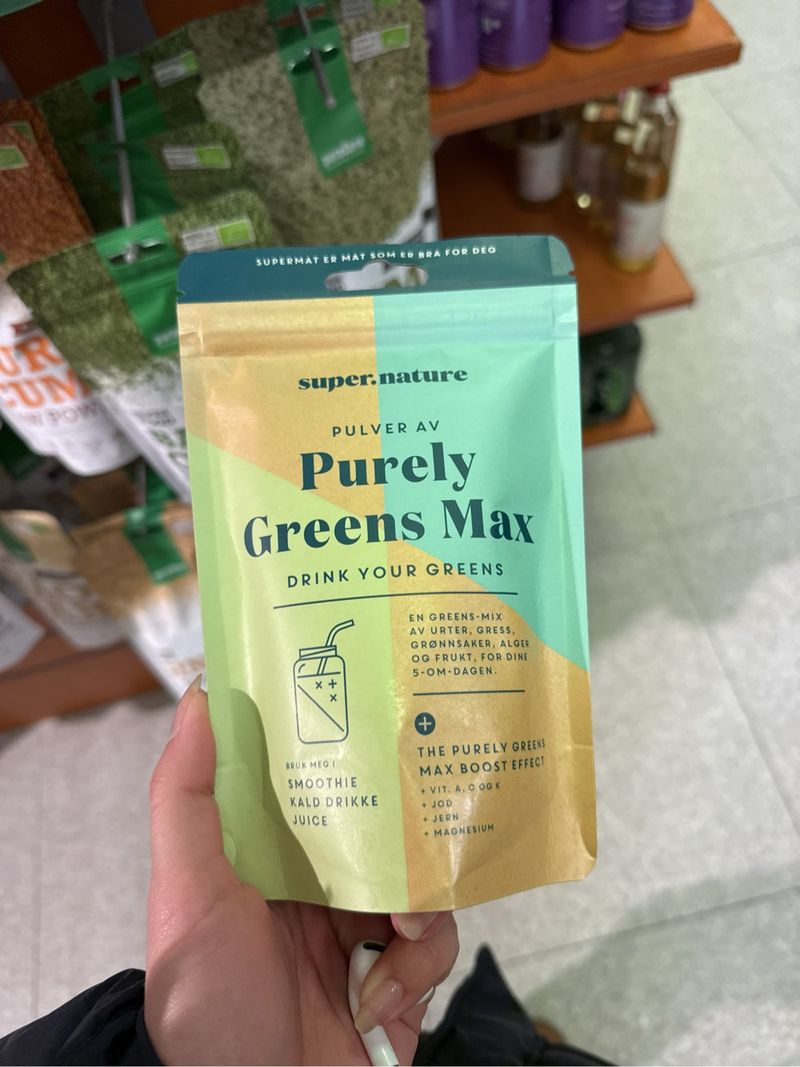 SUPERMAT ER MAT SOM ER BRA FOR DEG
super.nature
PULVER AV
Purely
Greens Max
DRINK YOUR GREENS
EN GREENS-MIX
AV URTER, GRESS,
GRØNNSAKER, ALGER
OG FRUKT, FOR DINE
5-OM-DAGEN.
THE PURELY GREENS
MAX BOOST EFFECT
+ VIT. A, C OG K
+ JOD
+ JERN
+ MAGNESIUM
BRUK MEG I
SMOOTHIE
KALD DRIKKE
JUICE